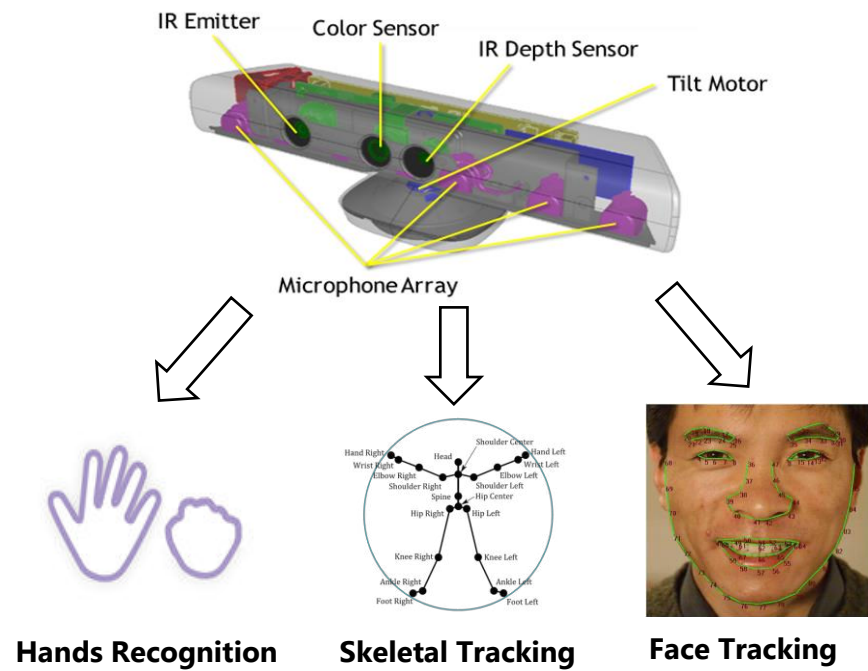 IR Emitter
Color Sensor
IR Depth Sensor
Tilt Motor
Microphone Array
Head
Shoulder Center
Hand Right
Hand Left
Wrist Right
Wrist Left
Elbow Right
Elbow Left
Shoulder Right
Shoulder Left
Spine
Hip Center
Hip Right
Hip Left
Knee Right
Knee Left
Ankle Right
Ankle Left
Foot Right
Foot Left
Hands Recognition
Skeletal Tracking
Face Tracking